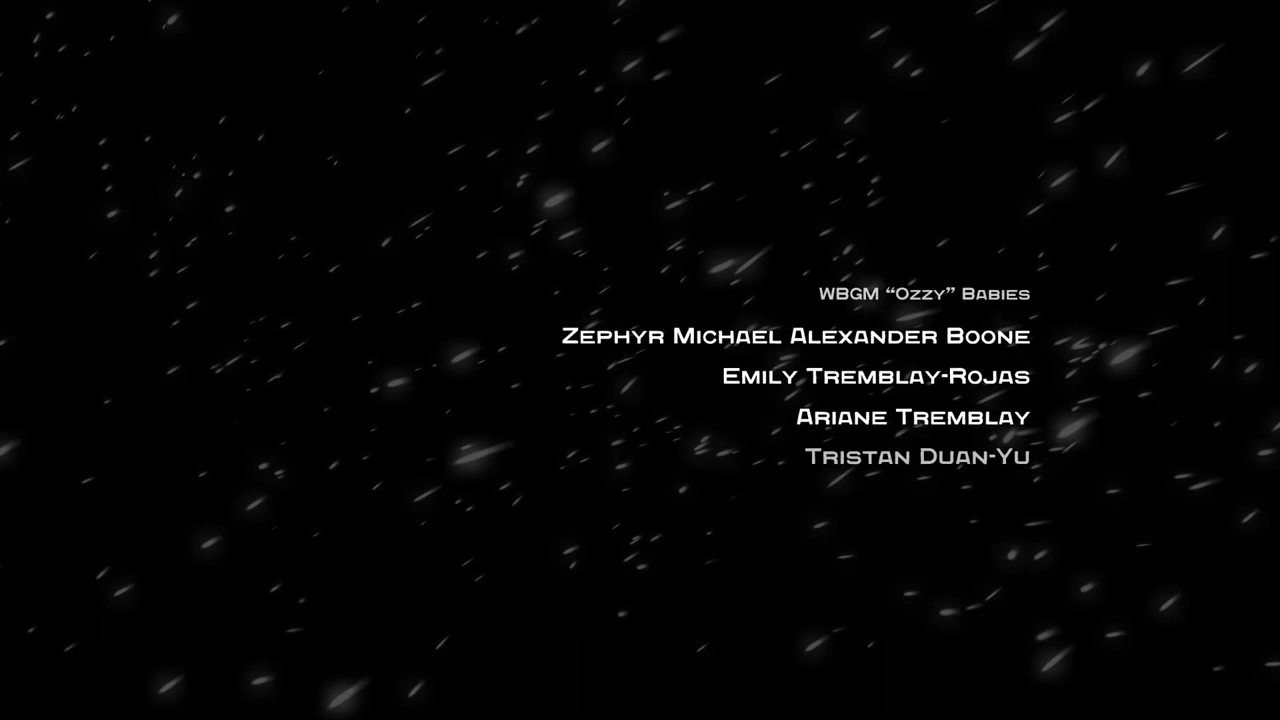 WBGM “Ozzy” Babies
Zephyr Michael Alexander Boone
Emily Tremblay-Rojas
Ariane Tremblay
Tristan Duan-Yu